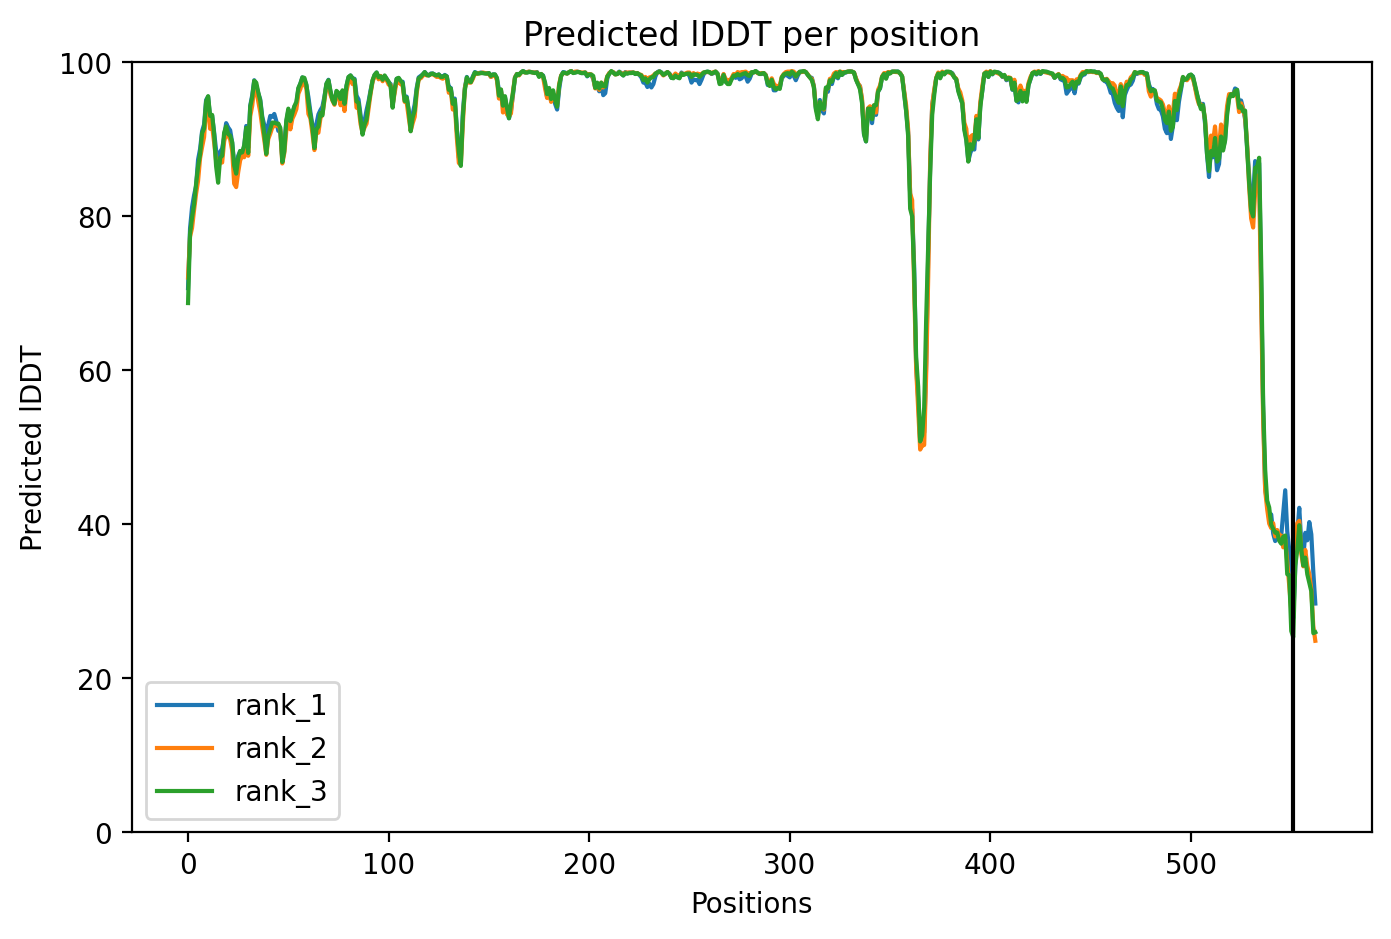 Predicted lDDT per position
100
80
60
40
20
0
Predicted lDDT
0 100 200 300 400 500
Positions
rank_1
rank_2
rank_3